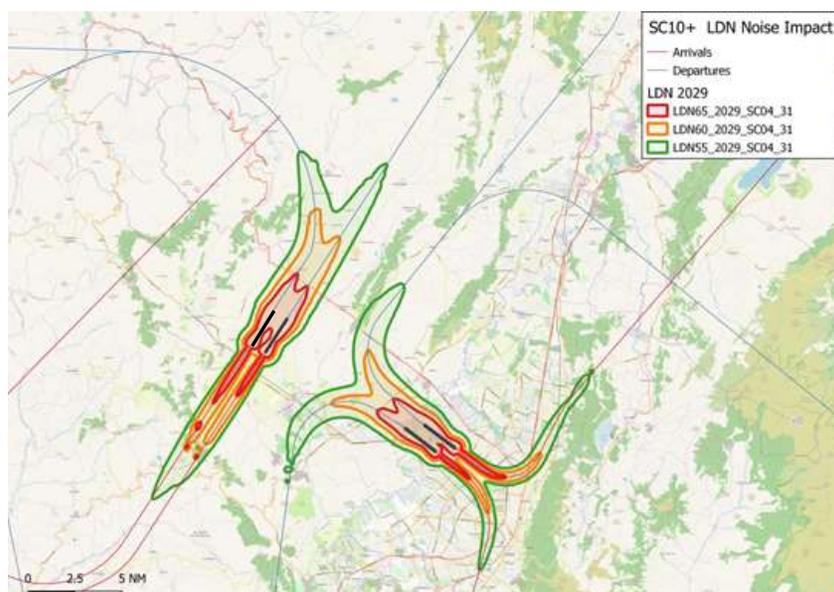 SC10+ LDN Noise Impact
Arrivals
Departures
LDN 2029
LDN65_2029_SC04_31
LDN60_2029_SC04_31
LDN55_2029_SC04_31
0 2.5 5 NM